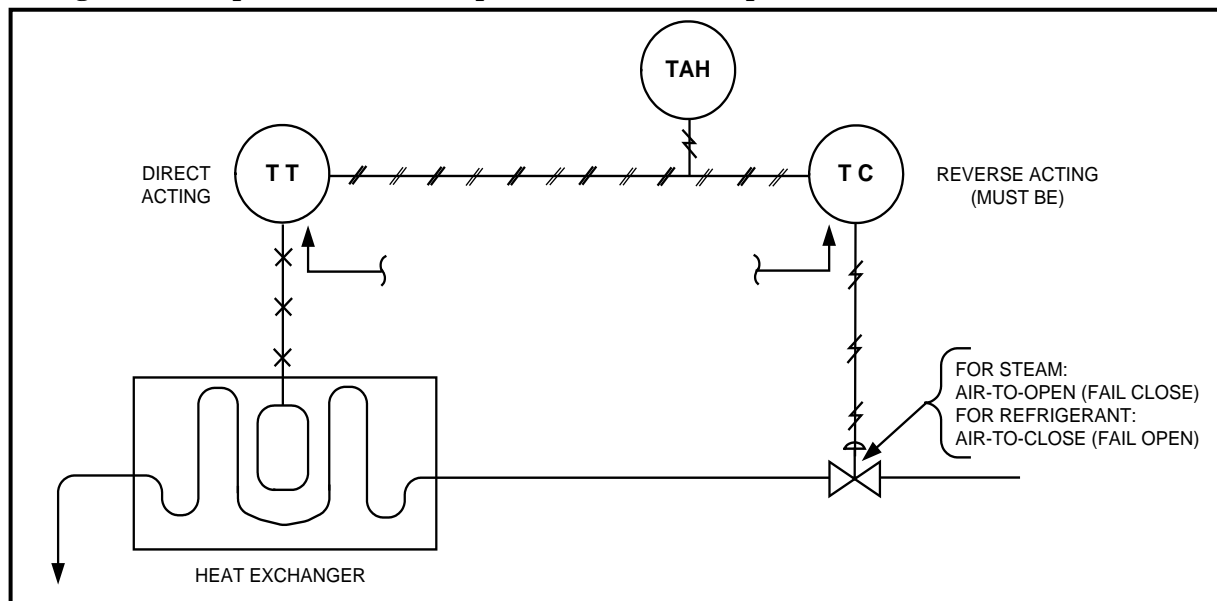 TAH
DIRECT
ACTING
T T
T C
REVERSE ACTING
(MUST BE)
FOR STEAM:
AIR-TO-OPEN (FAIL CLOSE)
FOR REFRIGERANT:
AIR-TO-CLOSE (FAIL OPEN)
HEAT EXCHANGER